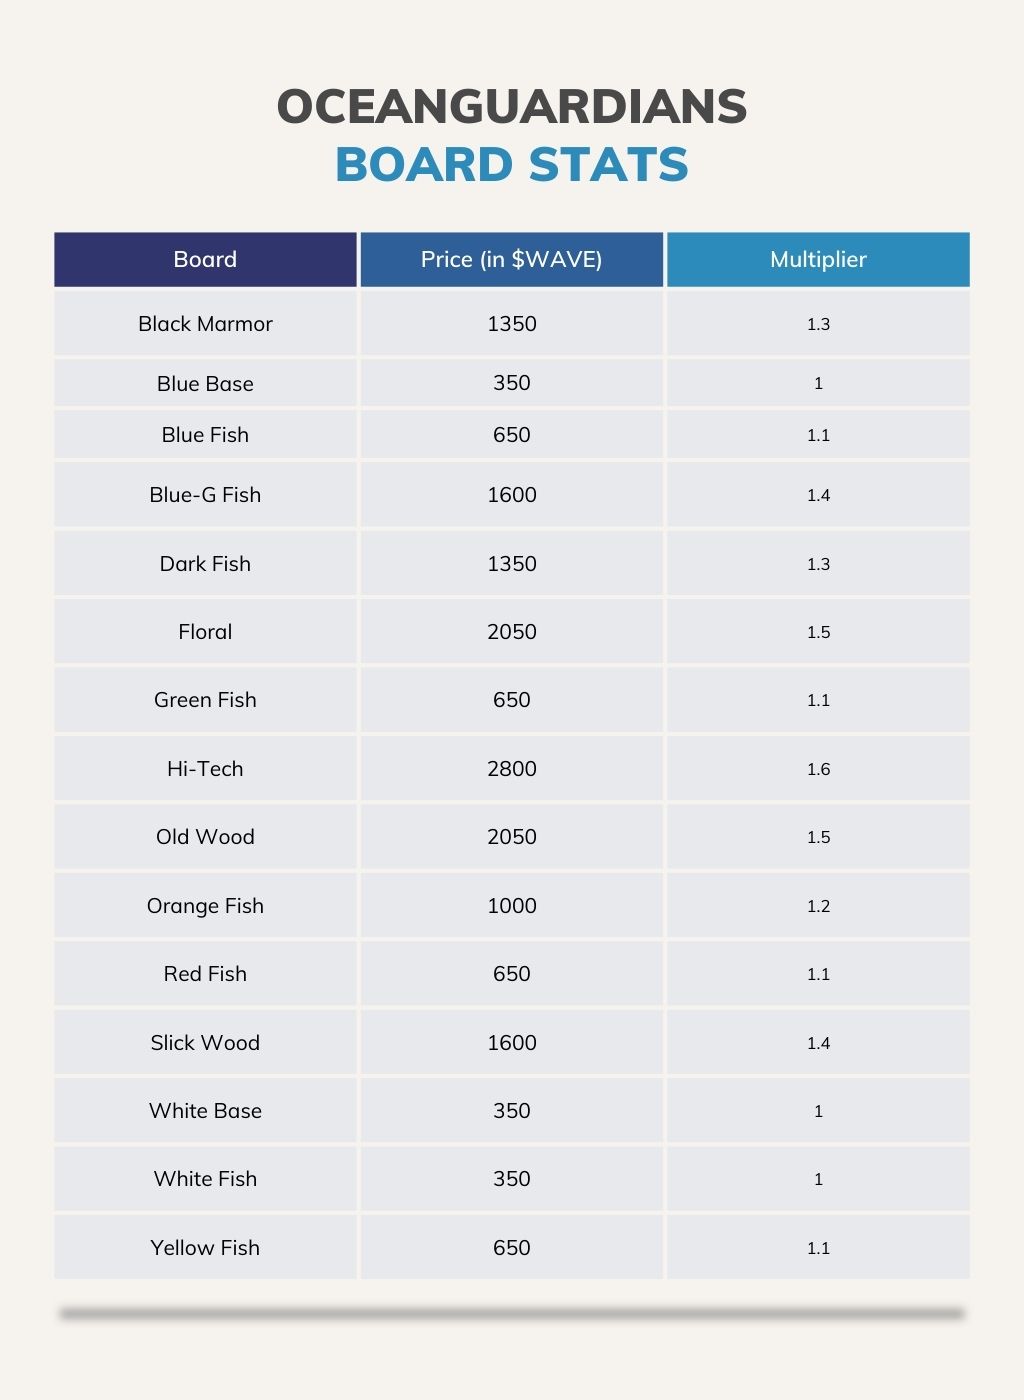 OCEANGUARDIANS
BOARD STATS
Board Price (in $WAVE) Multiplier
Black Marmor 1350 1.3
Blue Base 350 1
Blue Fish 650 1.1
Blue-G Fish 1600 1.4
Dark Fish 1350 1.3
Floral 2050 1.5
Green Fish 650 1.1
Hi-Tech 2800 1.6
Old Wood 2050 1.5
Orange Fish 1000 1.2
Red Fish 650 1.1
Slick Wood 1600 1.4
White Base 350 1
White Fish 350 1
Yellow Fish 650 1.1